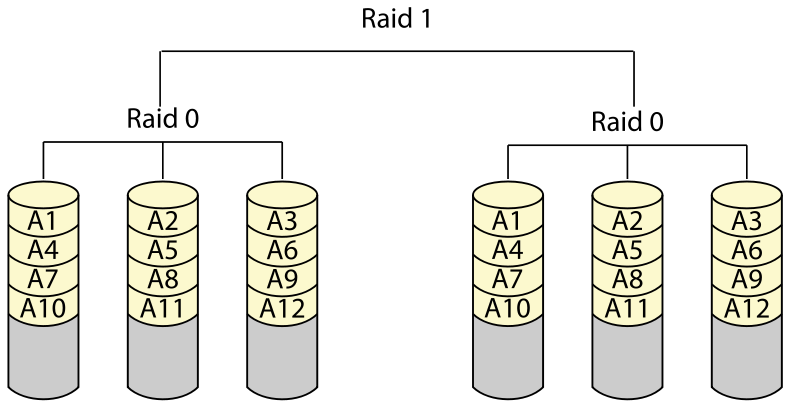 Raid 1
Raid 0
Raid 0
A1 A2 A3 A1 A2 A3
A4 A5 A6 A4 A5 A6
A7 A8 A9 A7 A8 A9
A10 A11 A12 A10 A11 A12